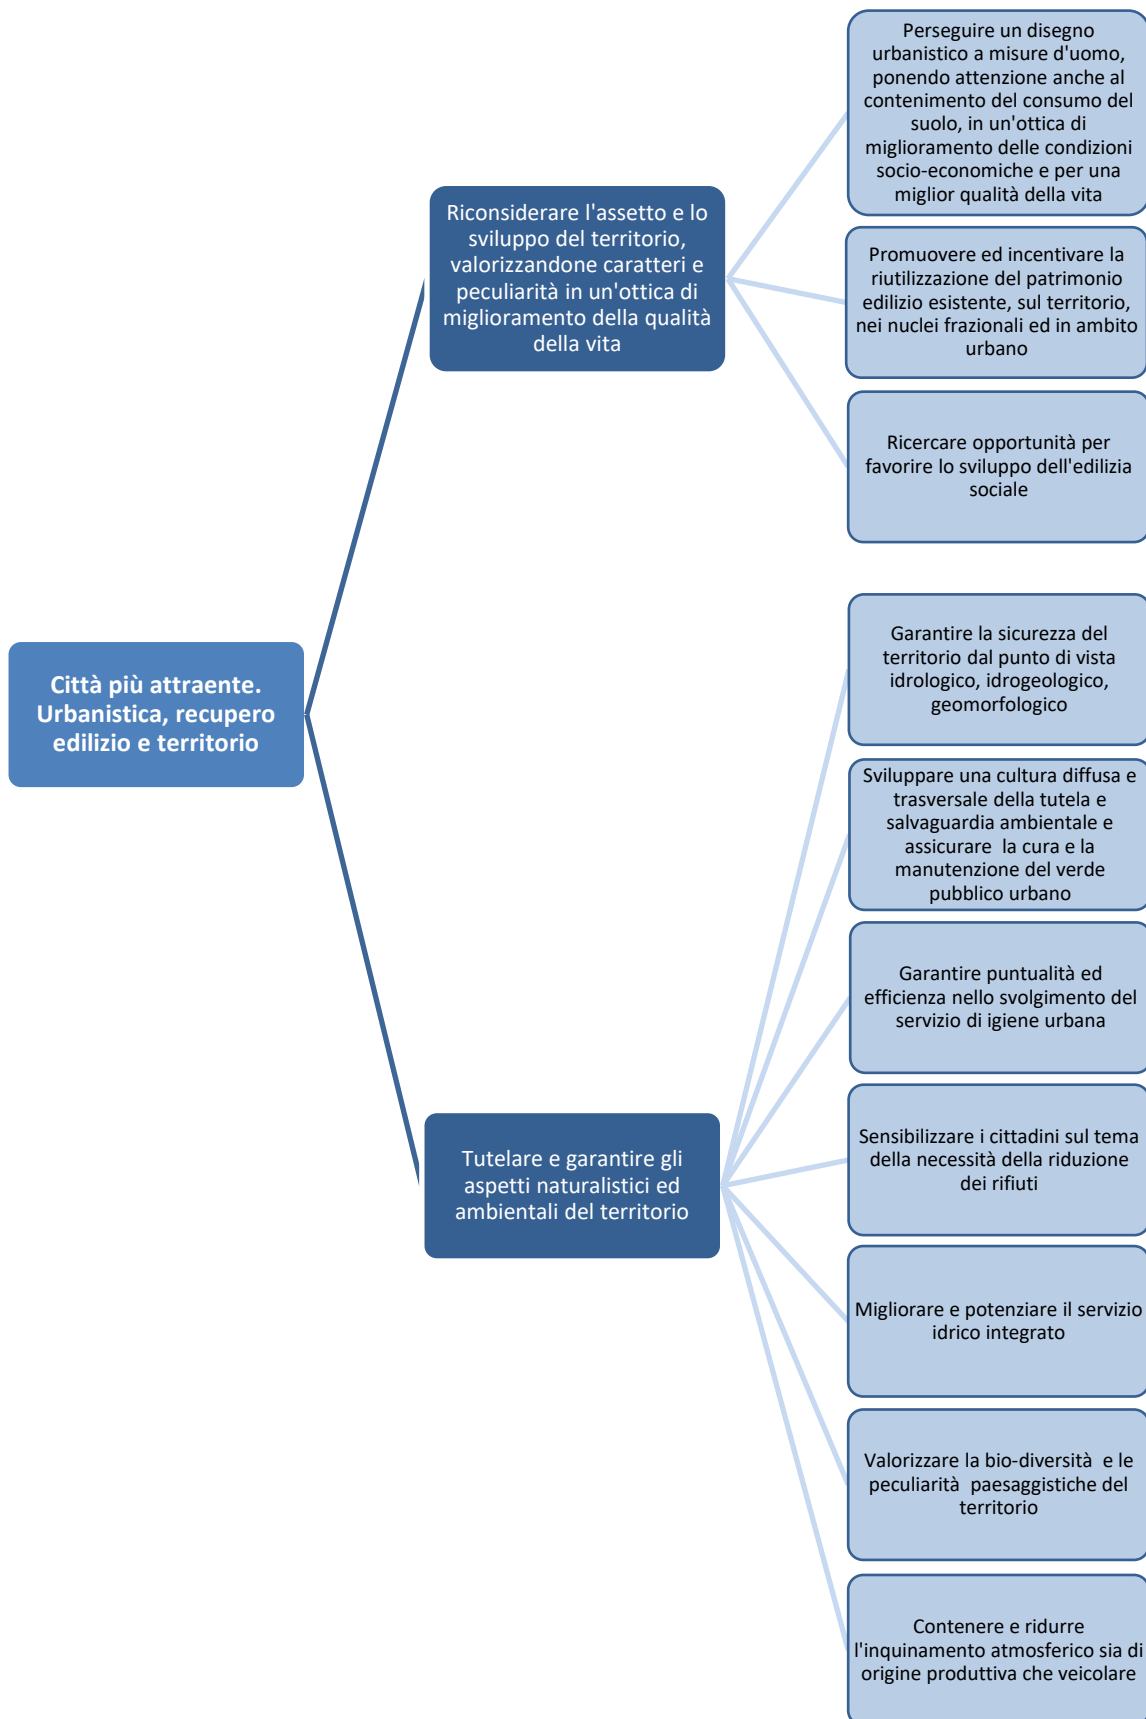 Città più attraente.
Urbanistica, recupero
edilizio e territorio
Riconsiderare l'assetto e lo
sviluppo del territorio,
valorizzandone caratteri e
peculiarità in un'ottica di
miglioramento della qualità
della vita
Perseguire un disegno
urbanistico a misure d'uomo,
ponendo attenzione anche al
contenimento del consumo del
suolo, in un'ottica di
miglioramento delle condizioni
socio-economiche e per una
miglior qualità della vita
Promuovere ed incentivare la
riutilizzazione del patrimonio
edilizio esistente, sul territorio,
nei nuclei frazionali ed in ambito
urbano
Ricercare opportunità per
favorire lo sviluppo dell'edilizia
sociale
Tutelare e garantire gli
aspetti naturalistici ed
ambientali del territorio
Garantire la sicurezza del
territorio dal punto di vista
idrologico, idrogeologico,
geomorfologico
Sviluppare una cultura diffusa e
trasversale della tutela e
salvaguardia ambientale e
assicurare  la cura e la
manutenzione del verde
pubblico urbano
Garantire puntualità ed
efficienza nello svolgimento del
servizio di igiene urbana
Sensibilizzare i cittadini sul tema
della necessità della riduzione
dei rifiuti
Migliorare e potenziare il servizio
idrico integrato
Valorizzare la bio-diversità  e le
peculiarità  paesaggistiche del
territorio
Contenere e ridurre
l'inquinamento atmosferico sia di
origine produttiva che veicolare